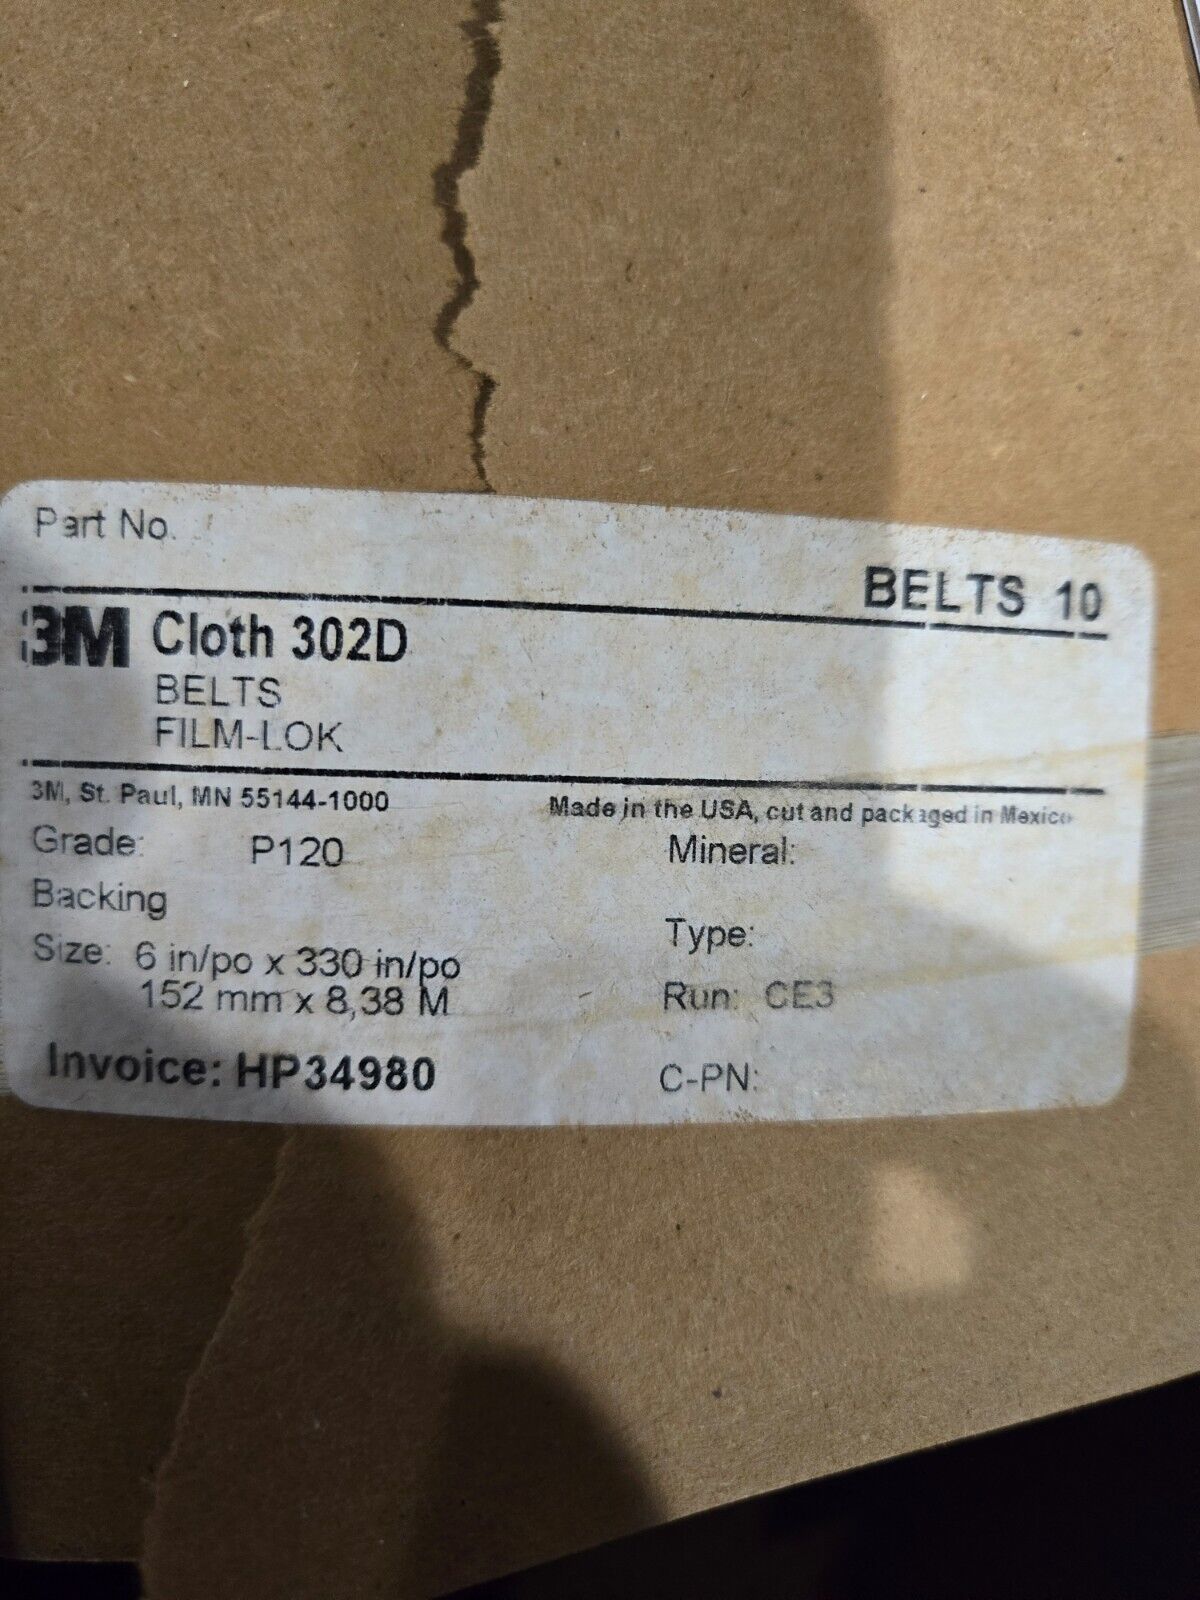 Part No.
BELTS 10
3M Cloth 302D
BELTS
FILM-LOK
3M, St. Paul, MN 55144-1000
Made in the USA, cut and packaged in Mexico
Grade: P120
Mineral:
Backing
Type:
Size: 6 in/po x 330 in/po
152 mm x 8,38 M
Run: CE3
Invoice: HP34980
C-PN: